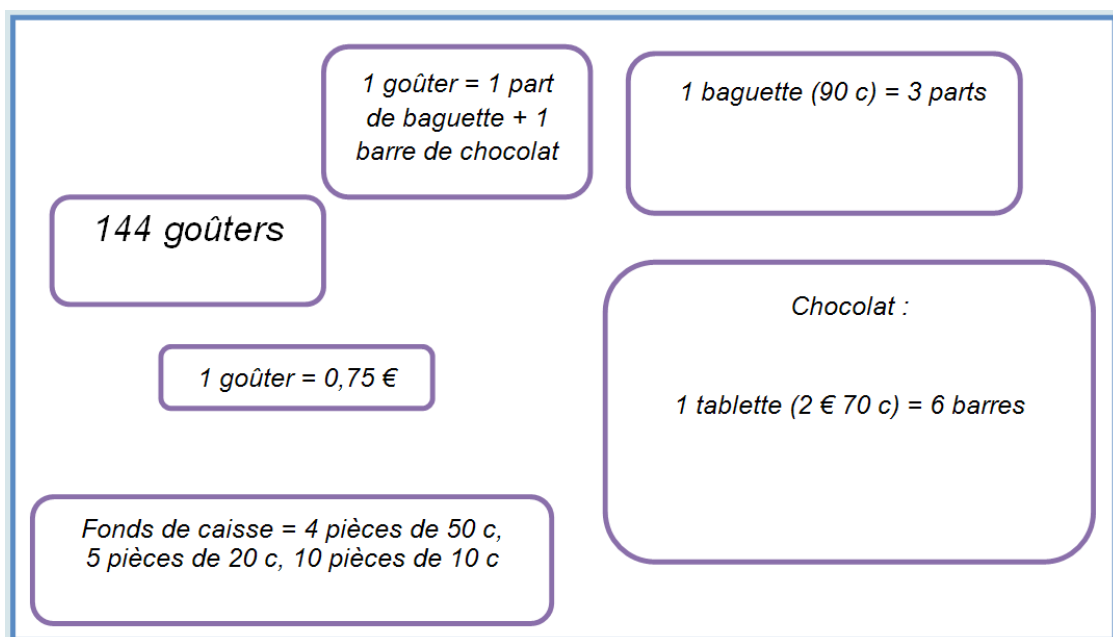 1 goûter = 1 part
de baguette + 1
barre de chocolat
1 baguette (90 c) = 3 parts
144 goûters
Chocolat :
1 tablette (2 € 70 c) = 6 barres
1 goûter = 0,75 €
Fonds de caisse = 4 pièces de 50 c,
5 pièces de 20 c, 10 pièces de 10 c